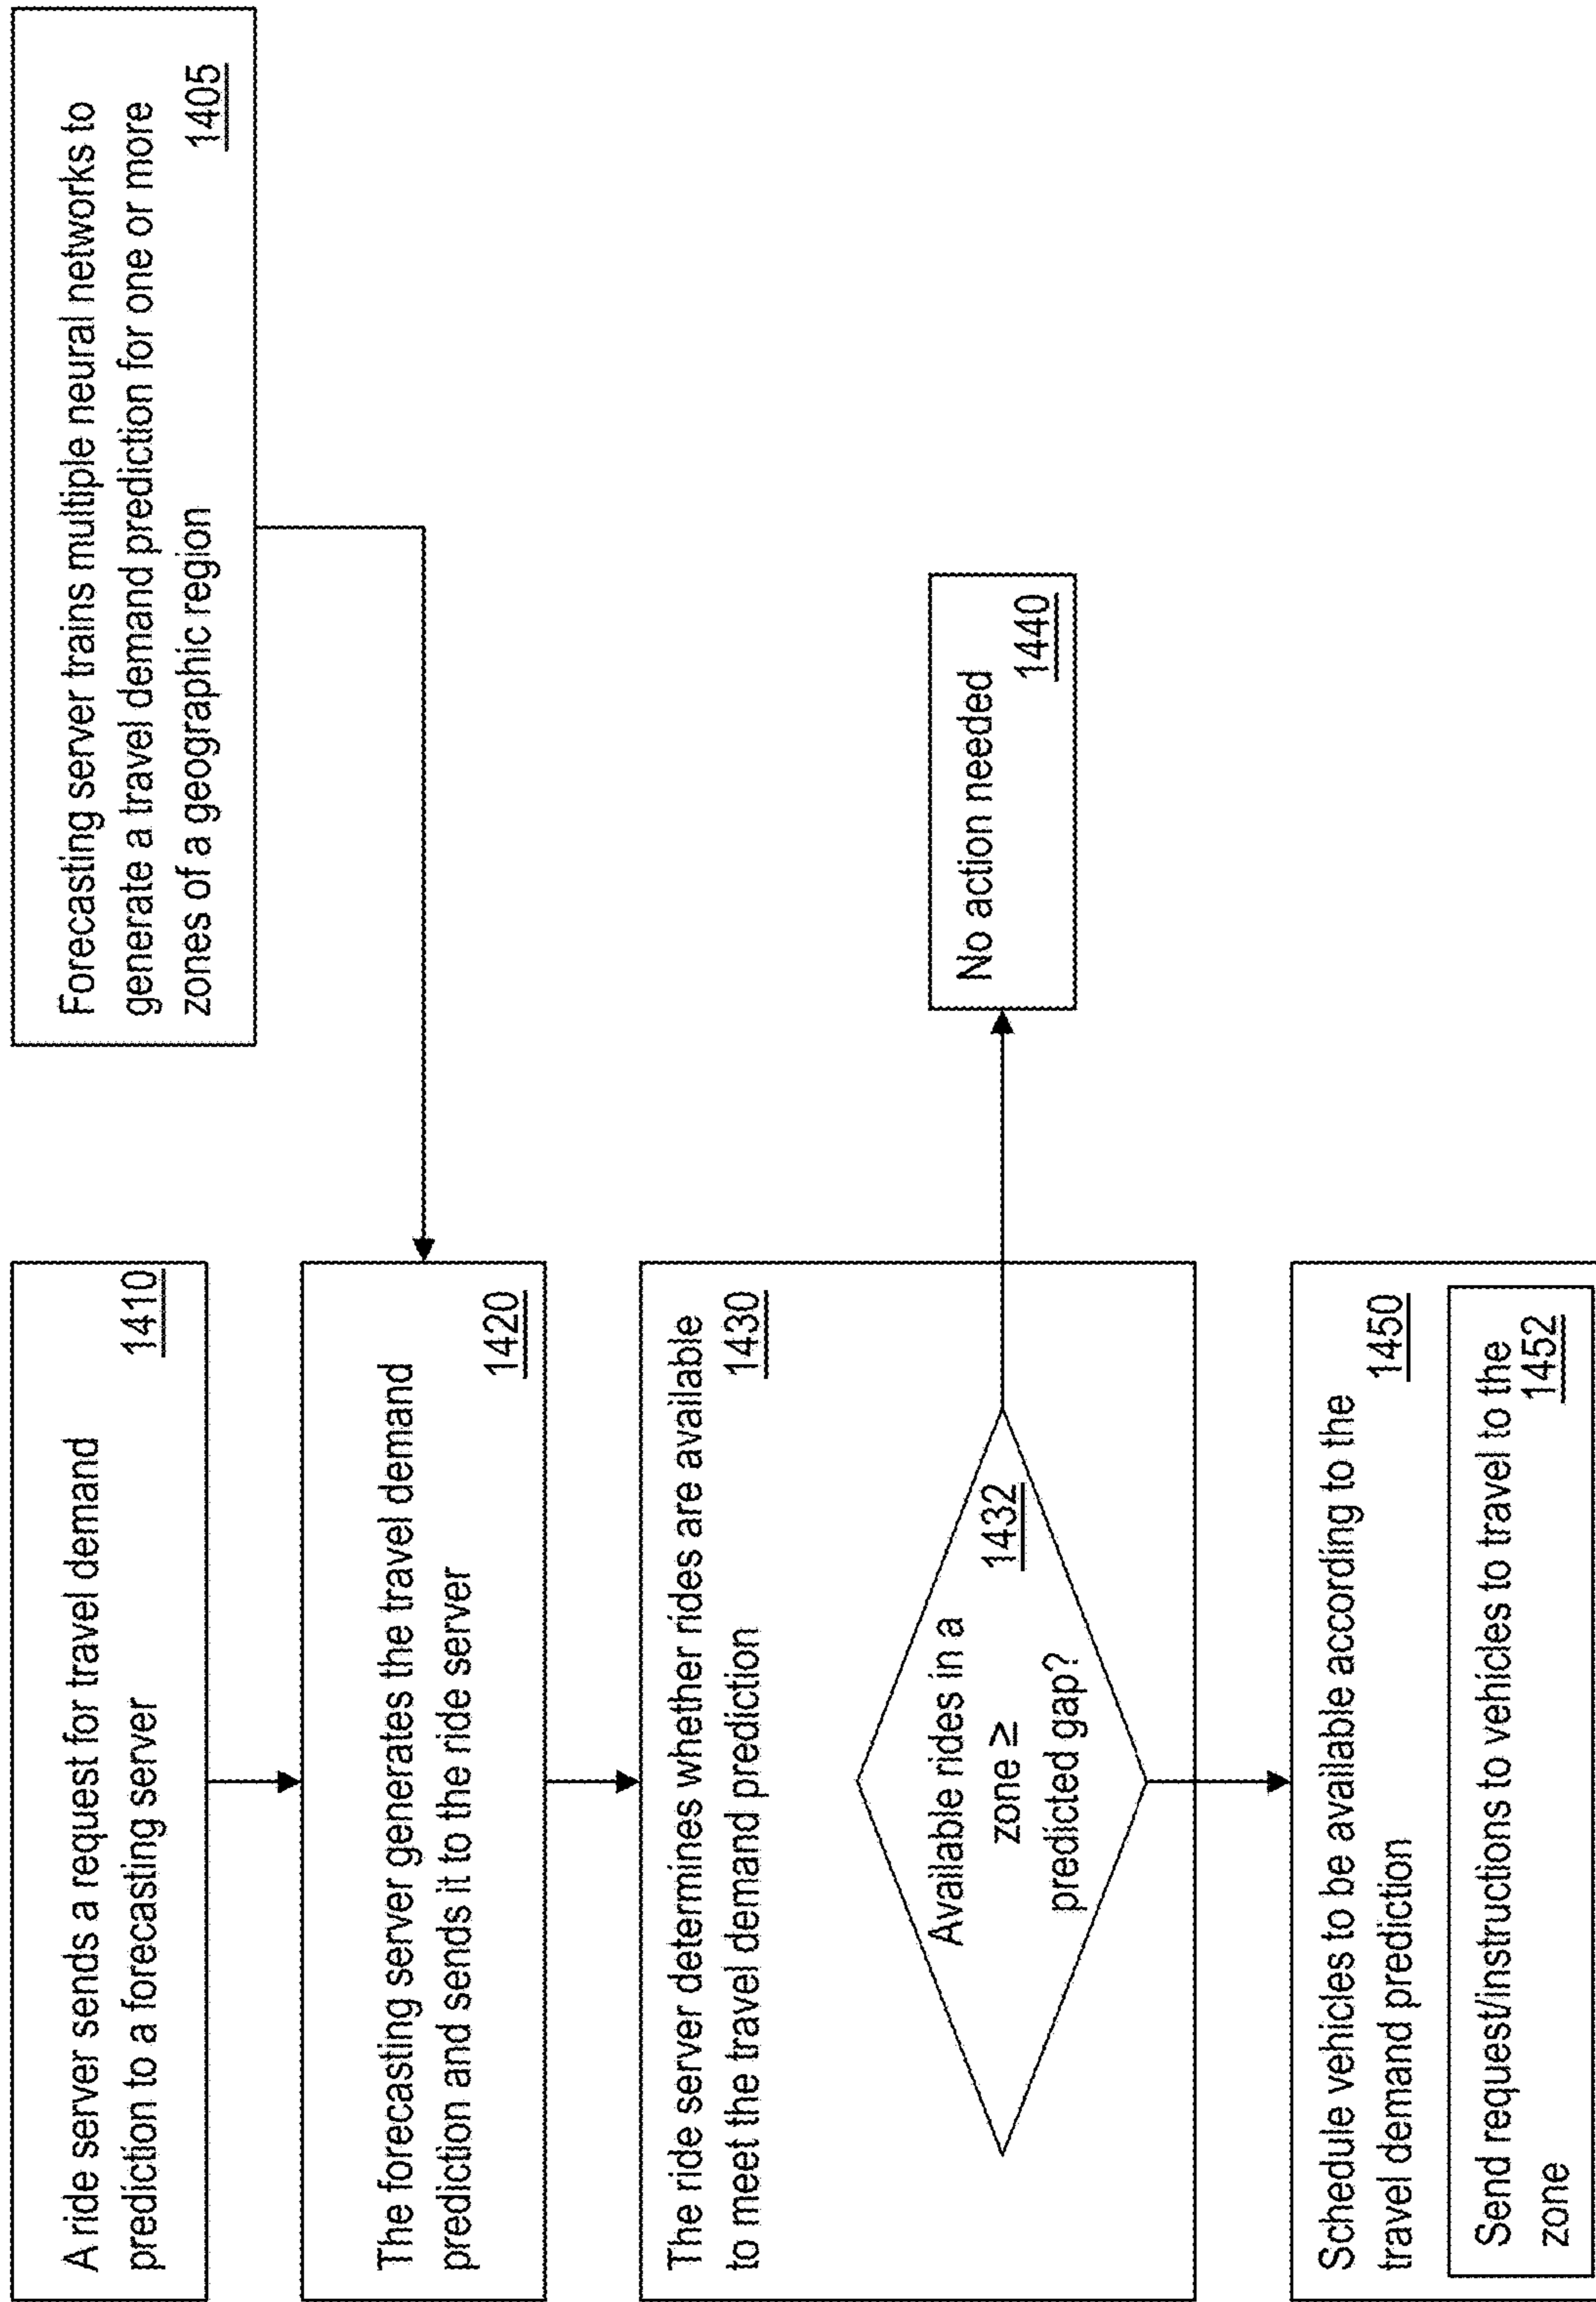 A ride server sends a request for travel demand
prediction to a forecasting server
1410
Forecasting server trains multiple neural networks to
generate a travel demand prediction for one or more
zones of a geographic region
1405
The forecasting server generates the travel demand
prediction and sends it to the ride server
1420
The ride server determines whether rides are available
to meet the travel demand prediction
1430
Available rides in a
1432
zone ≥
predicted gap?
No action needed
1440
Schedule vehicles to be available according to the
travel demand prediction
1450
Send request/instructions to vehicles to travel to the
zone
1452